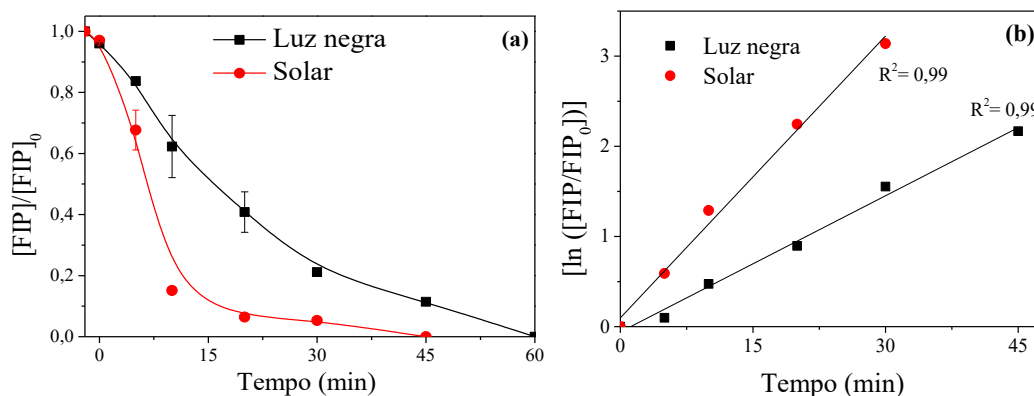 (a)
Luz negra
Solar
[FIP]/[FIP]0
1,0
0,8
0,6
0,4
0,2
0,0
0 15 30 45 60
Tempo (min)
(b)
Luz negra
Solar
R²= 0,99
R²= 0,99
[ln ([FIP/FIP0])]
3
2
1
0
0 15 30 45
Tempo (min)